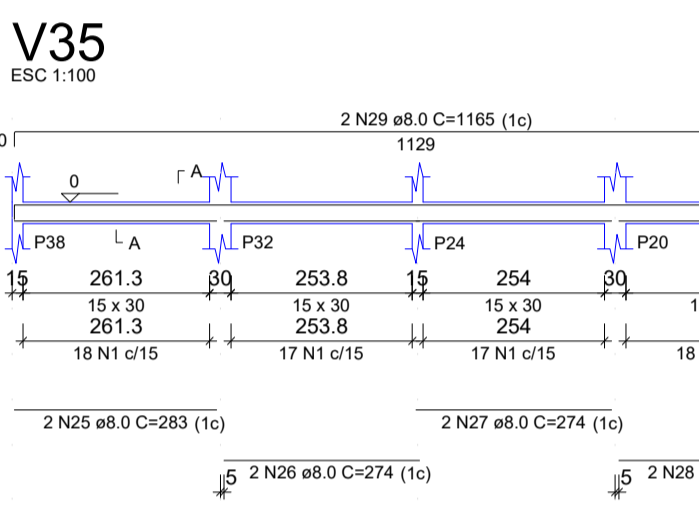 V35
ESC 1:100
2 N29 ø8.0 C=1165 (1c)
0
1129
0
A
P38
A
P32
P24
P20
15 261.3 30 253.8 15 254 30
15 x 30 15 x 30 15 x 30 1
261.3 253.8 254
18 N1 c/15 17 N1 c/15 17 N1 c/15 18
2 N25 ø8.0 C=283 (1c) 2 N27 ø8.0 C=274 (1c)
5 2 N26 ø8.0 C=274 (1c) 5 2 N28